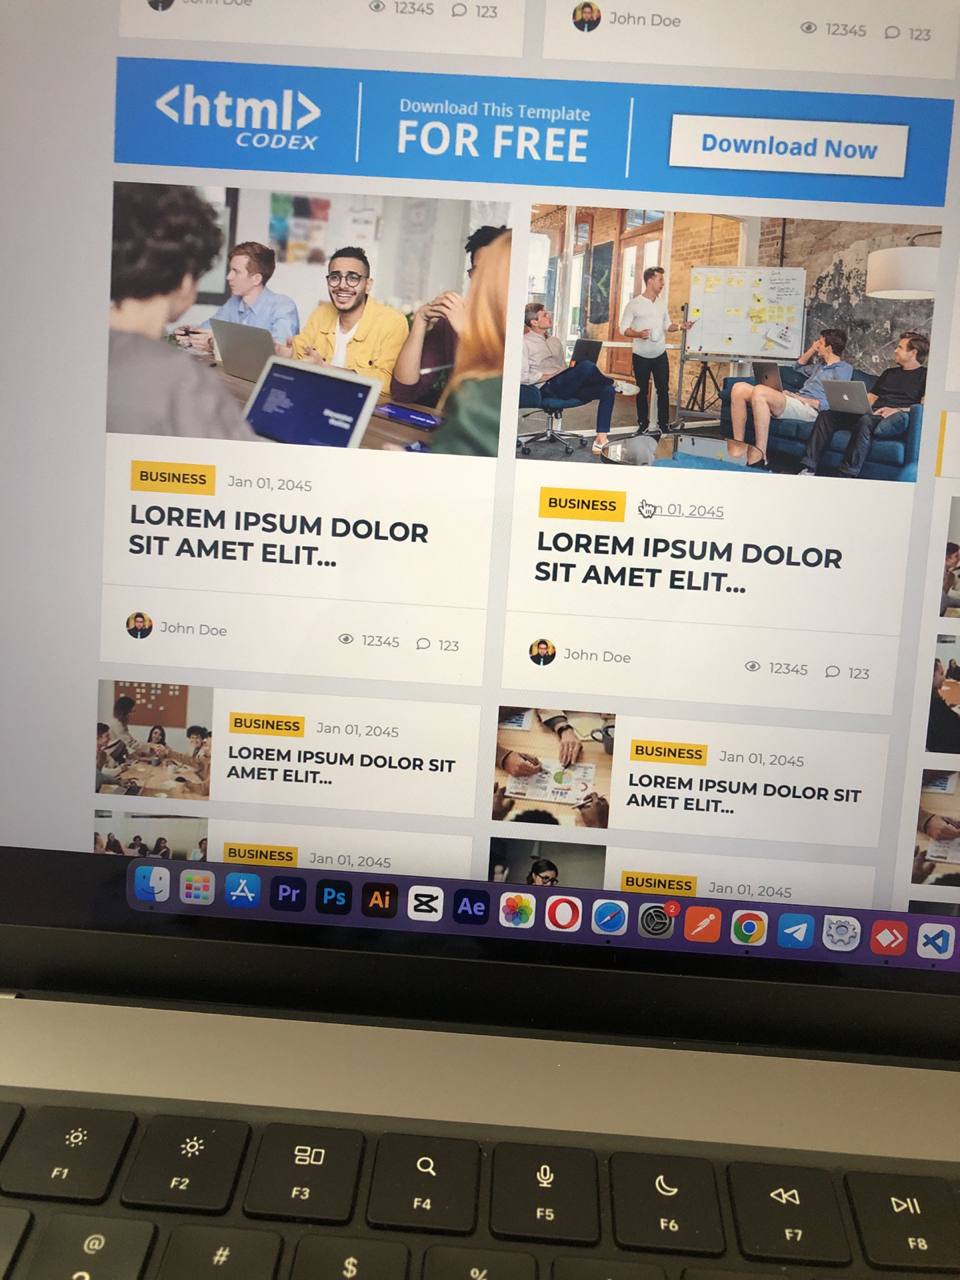 John Doe 12345 123
John Doe 12345 123
<html>
CODEX
Download This Template
FOR FREE
Download Now
BUSINESS Jan 01, 2045
LOREM IPSUM DOLOR
SIT AMET ELIT...
John Doe 12345 123
BUSINESS n 01, 2045
LOREM IPSUM DOLOR
SIT AMET ELIT...
John Doe 12345 123
BUSINESS Jan 01, 2045
LOREM IPSUM DOLOR SIT
AMET ELIT...
BUSINESS Jan 01, 2045
LOREM IPSUM DOLOR SIT
AMET ELIT...
BUSINESS Jan 01, 2045
BUSINESS Jan 01, 2045
Pr Ps Ai Ae 2
F1 F2 F3 F4 F5 F6 F7 F8
@ # $ %